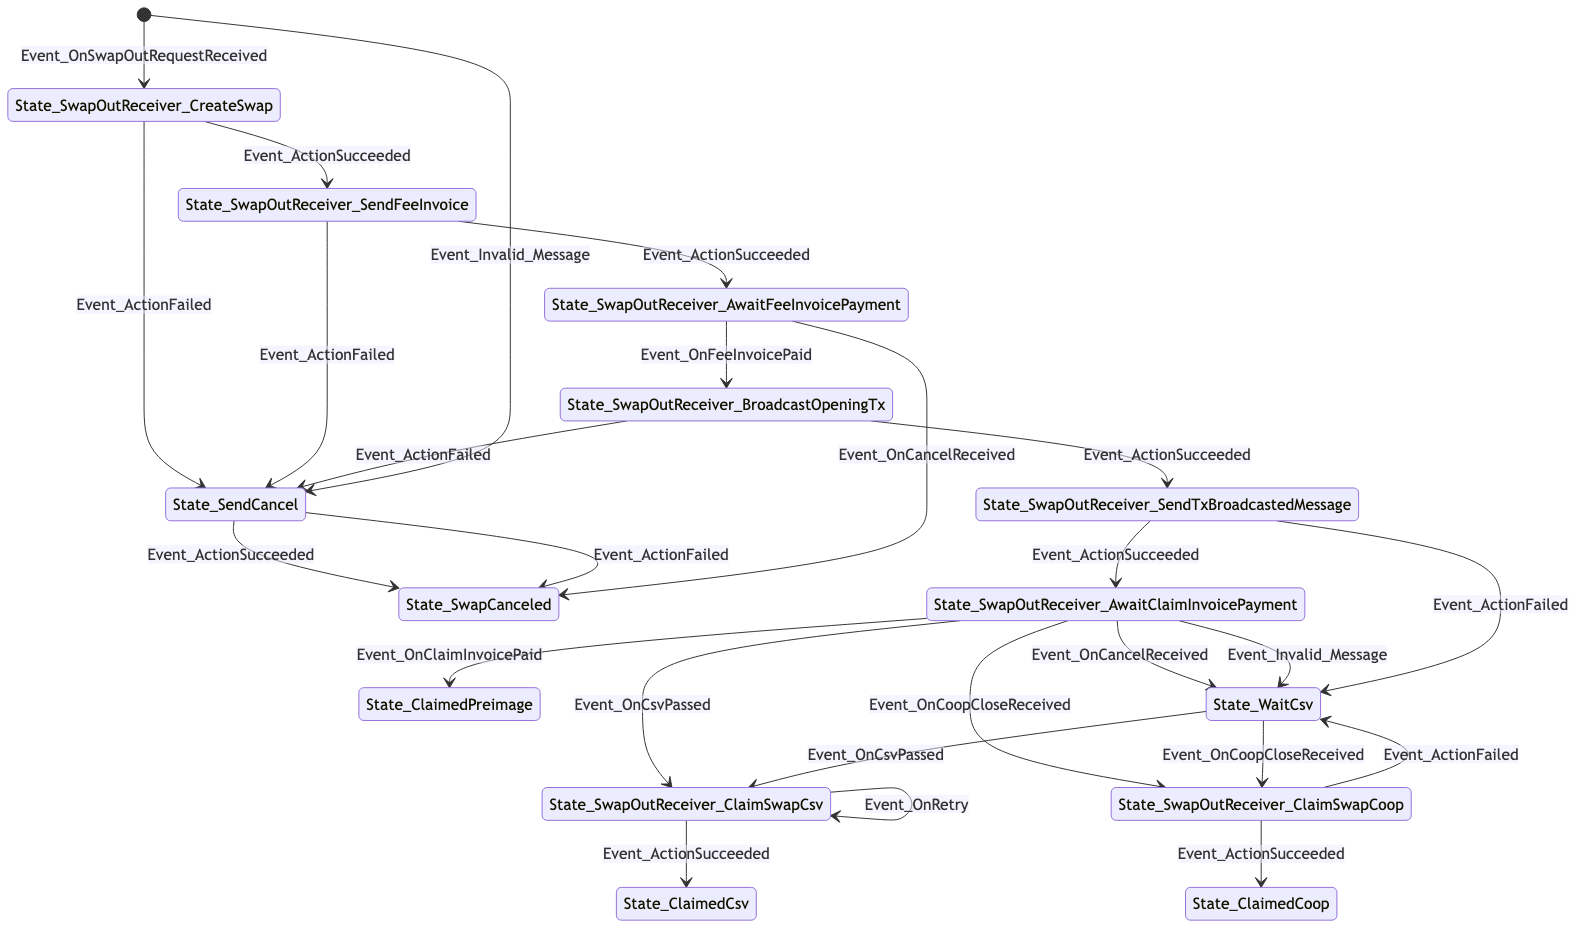 Event_OnSwapOutRequestReceived
State_SwapOutReceiver_CreateSwap
Event_ActionSucceeded
State_SwapOutReceiver_SendFeeInvoice
Event_Invalid_Message
Event_ActionSucceeded
Event_ActionFailed
State_SwapOutReceiver_AwaitFeeInvoicePayment
Event_ActionFailed
Event_OnFeeInvoicePaid
State_SwapOutReceiver_BroadcastOpeningTx
Event_ActionFailed
Event_OnCancelReceived
Event_ActionSucceeded
State_SendCancel
State_SwapOutReceiver_SendTxBroadcastedMessage
Event_ActionSucceeded
Event_ActionFailed
Event_ActionSucceeded
State_SwapCanceled
State_SwapOutReceiver_AwaitClaimInvoicePayment
Event_ActionFailed
Event_OnClaimInvoicePaid
Event_OnCancelReceived
Event_Invalid_Message
State_ClaimedPreimage
Event_OnCsvPassed
Event_OnCoopCloseReceived
State_WaitCsv
Event_OnCsvPassed
Event_OnCoopCloseReceived
Event_ActionFailed
State_SwapOutReceiver_ClaimSwapCsv
Event_OnRetry
State_SwapOutReceiver_ClaimSwapCoop
Event_ActionSucceeded
Event_ActionSucceeded
State_ClaimedCsv
State_ClaimedCoop